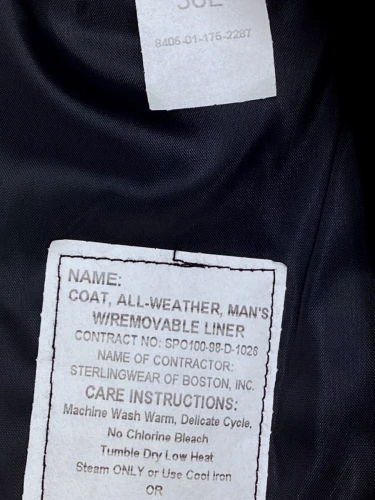 38L
8405-01-175-2287
NAME:
COAT, ALL-WEATHER, MAN'S
W/REMOVABLE LINER
CONTRACT NO: SPO100-98-D-1026
NAME OF CONTRACTOR:
STERLINGWEAR OF BOSTON, INC.
CARE INSTRUCTIONS:
Machine Wash Warm, Delicate Cycle,
No Chlorine Bleach
Tumble Dry Low Heat
Steam ONLY or Use Cool Iron
OR